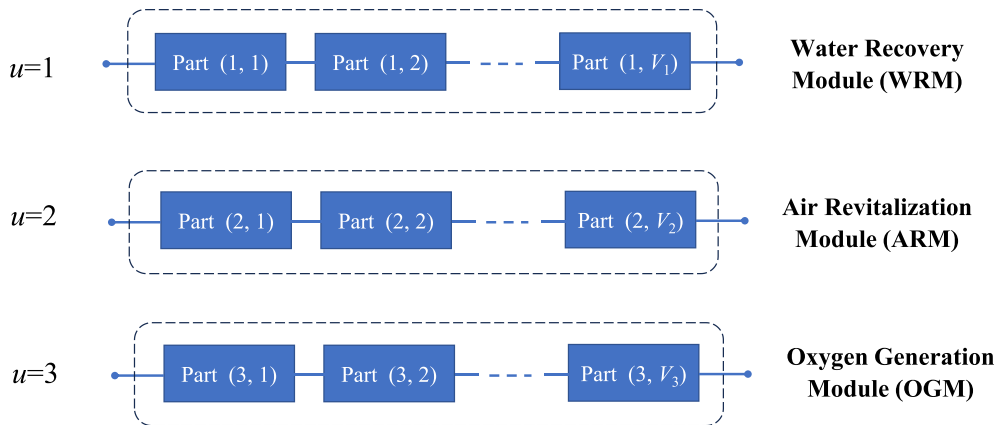 u=1
Part (1, 1)
Part (1, 2)
Part (1, V₁)
Water Recovery
Module (WRM)
u=2
Part (2, 1)
Part (2, 2)
Part (2, V₂)
Air Revitalization
Module (ARM)
u=3
Part (3, 1)
Part (3, 2)
Part (3, V₃)
Oxygen Generation
Module (OGM)